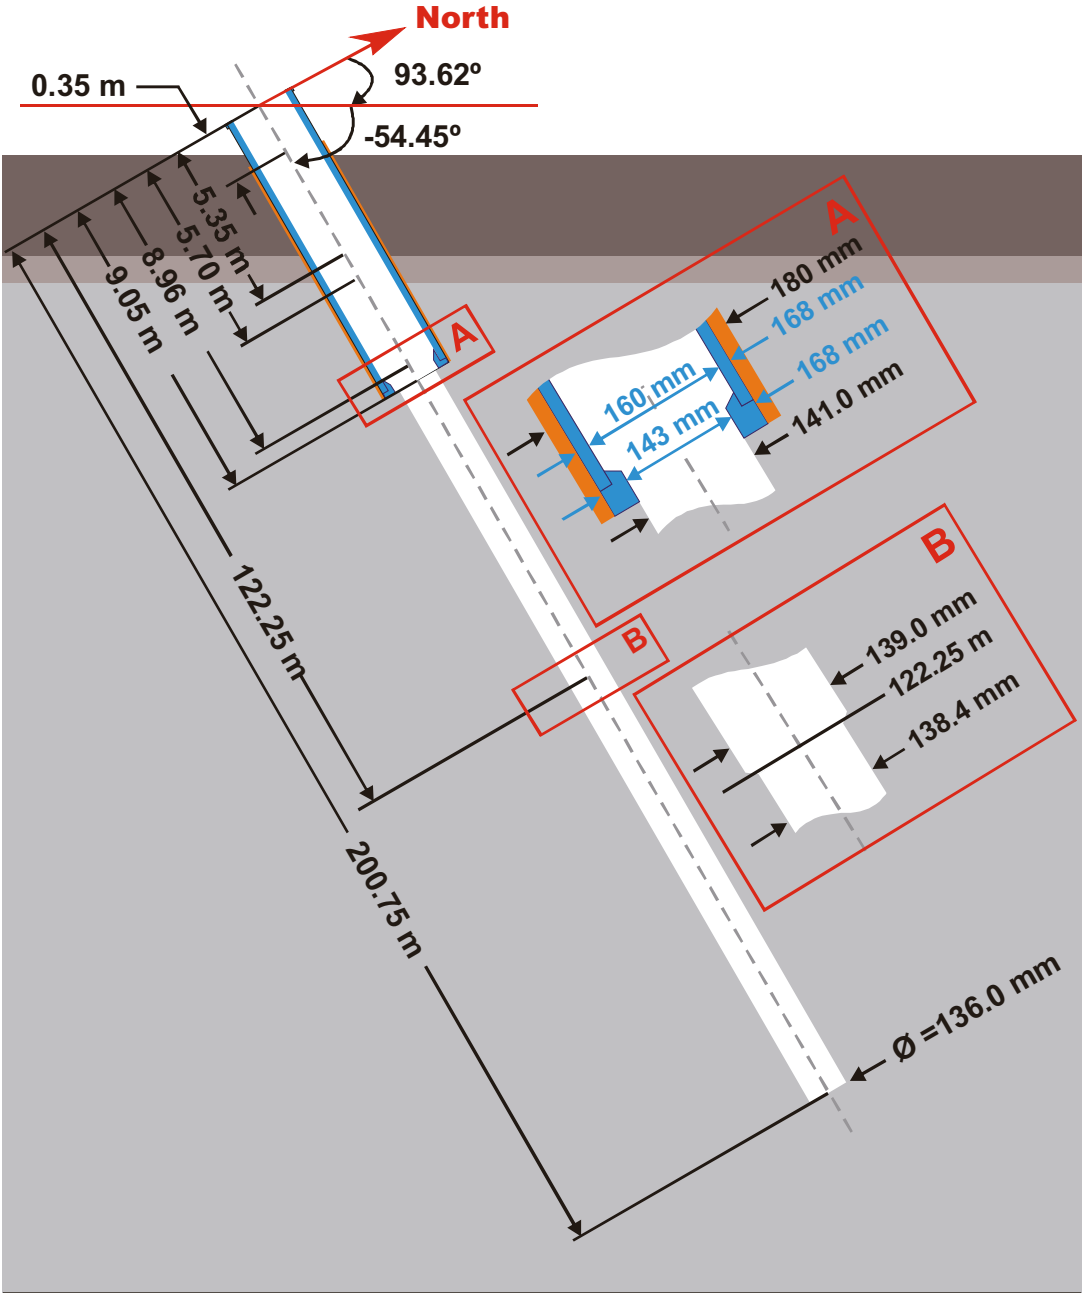 North
0.35 m
93.62º
-54.45º
5.35 m
5.70 m
8.96 m
9.05 m
A
A
180 mm
168 mm
168 mm
160 mm
143 mm
141.0 mm
B
B
122.25 m
139.0 mm
122.25 m
138.4 mm
200.75 m
Ø =136.0 mm